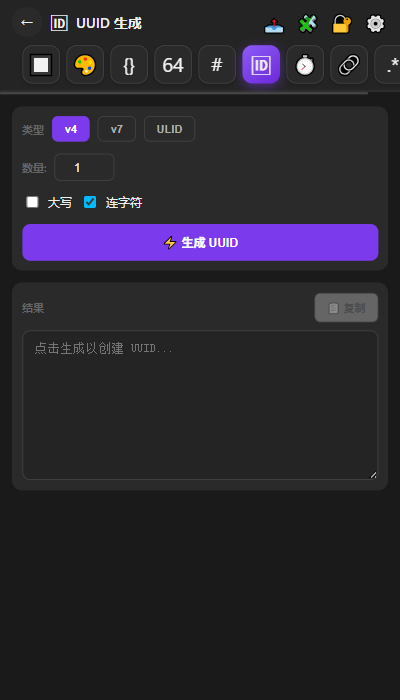 ← 🆔 UUID 生成
{} 64 # 🆔 .*
类型 v4 v7 ULID
数量: 1
大写 连字符
⚡ 生成 UUID
结果 📋 复制
点击生成以创建 UUID...